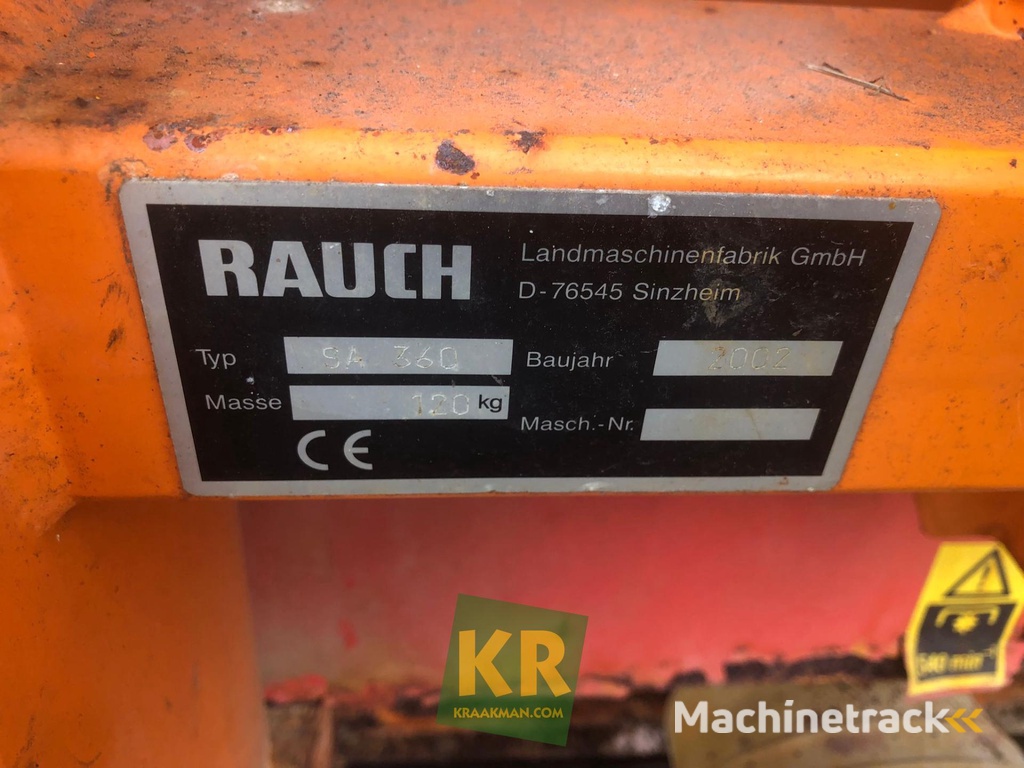 RAUCH
Landmaschinenfabrik GmbH
D-76545 Sinzheim
Typ SA 360 Baujahr 2002
Masse 120 kg
Masch.-Nr.
CE
540 min⁻¹
KR
KRAAKMAN.COM
Machinetrack